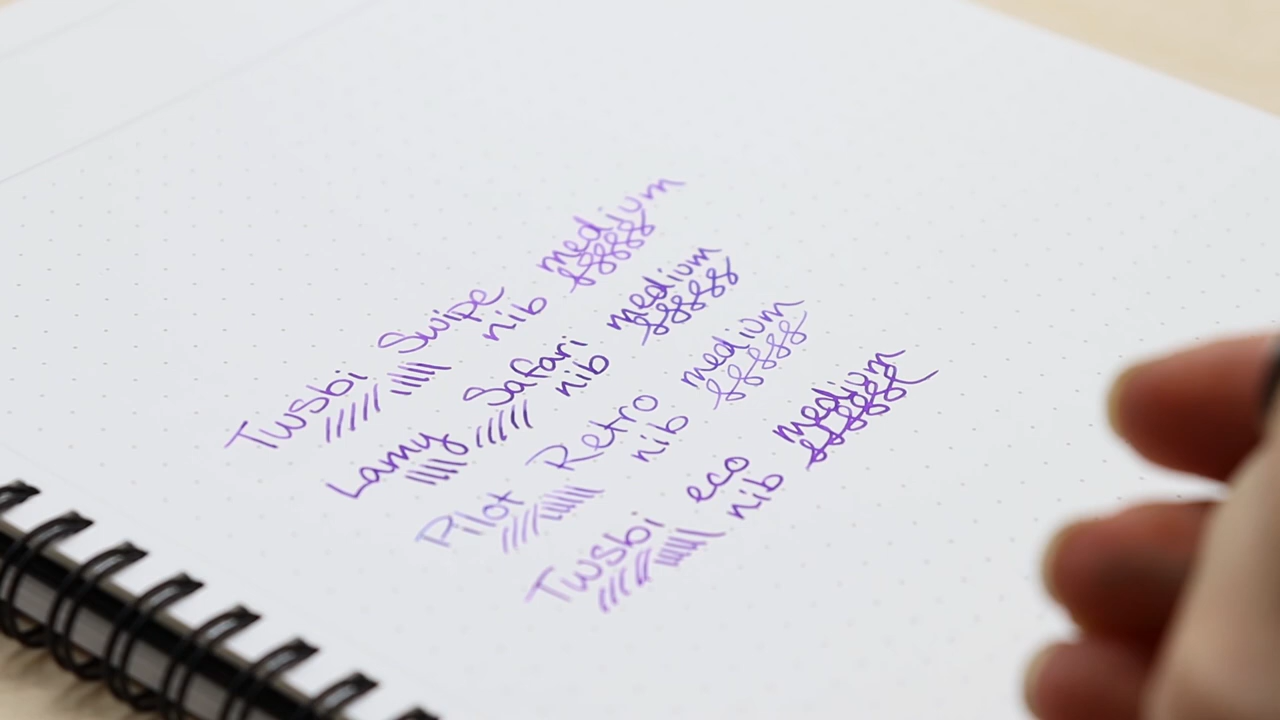 Twsbi Swipe medium nib
Lamy Safari medium nib
Pilot Retro medium nib
Twsbi eco medium nib